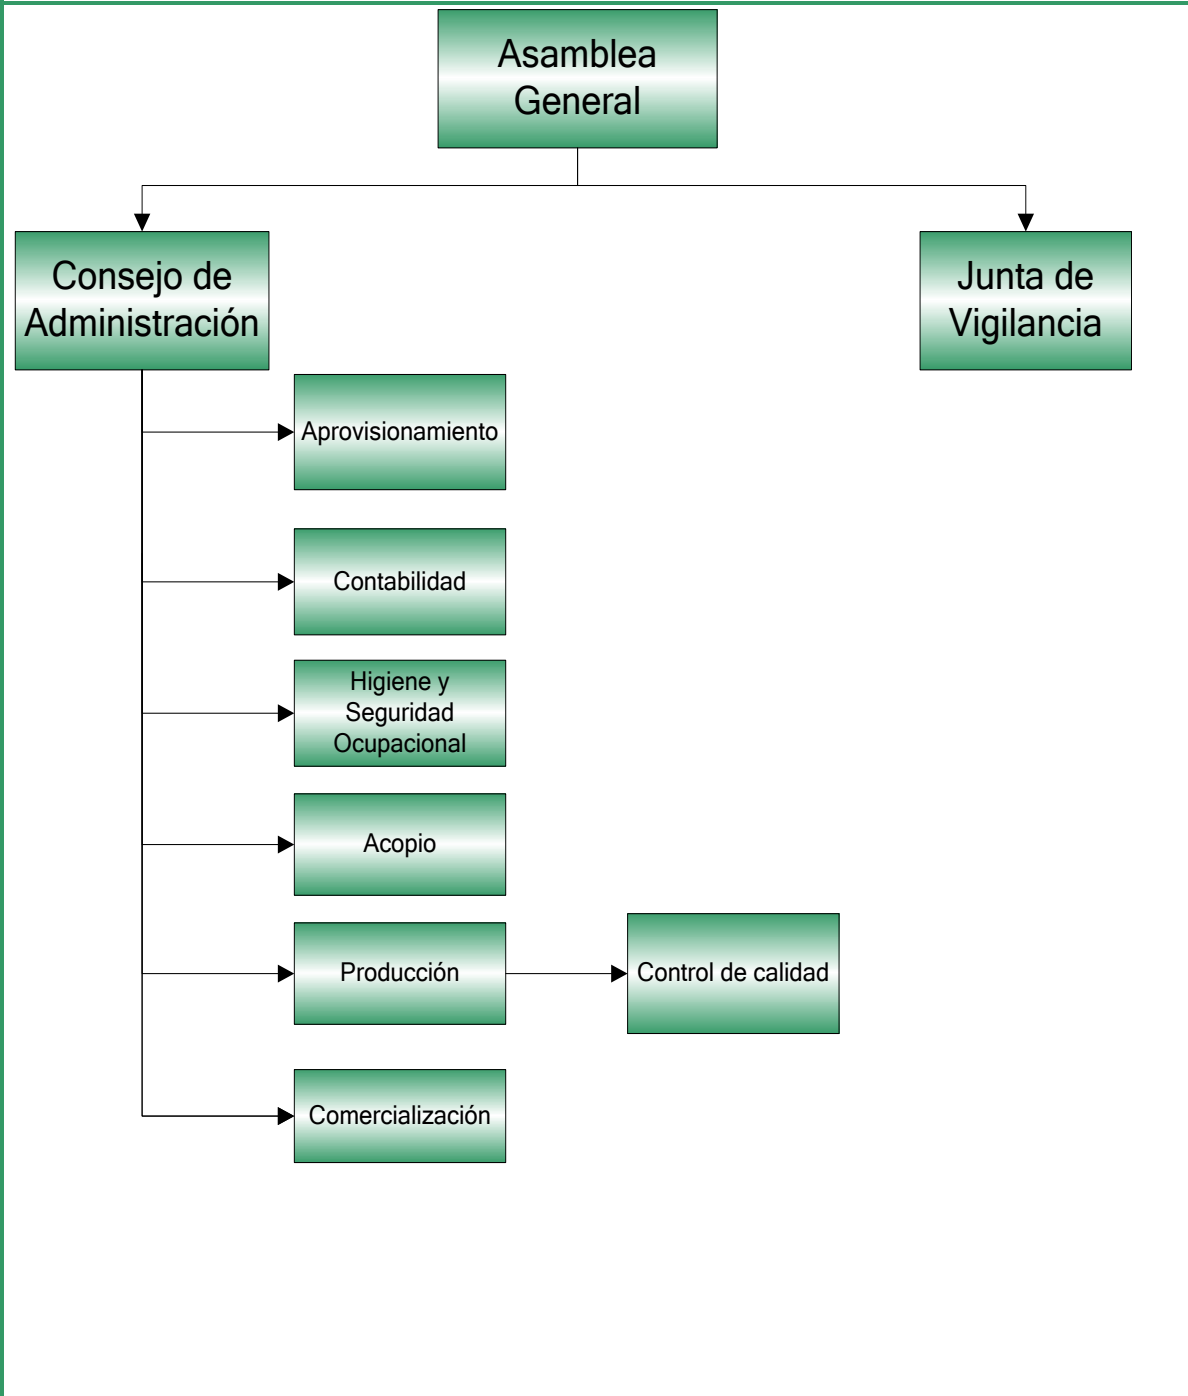 Asamblea
General
Consejo de
Administración
Junta de
Vigilancia
Aprovisionamiento
Contabilidad
Higiene y
Seguridad
Ocupacional
Acopio
Producción
Control de calidad
Comercialización